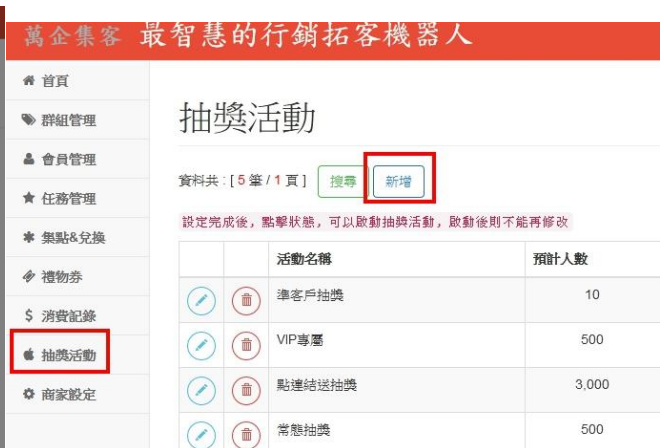 萬企集客 最智慧的行銷拓客機器人
首頁
群組管理
會員管理
任務管理
集點&兌換
禮物券
消費記錄
抽獎活動
商家設定
抽獎活動
資料共：[ 5 筆 / 1 頁 ] 搜尋 新增
設定完成後，點擊狀態，可以啟動抽獎活動，啟動後則不能再修改
活動名稱 預計人數
準客戶抽獎 10
VIP專屬 500
點連結送抽獎 3,000
常態抽獎 500